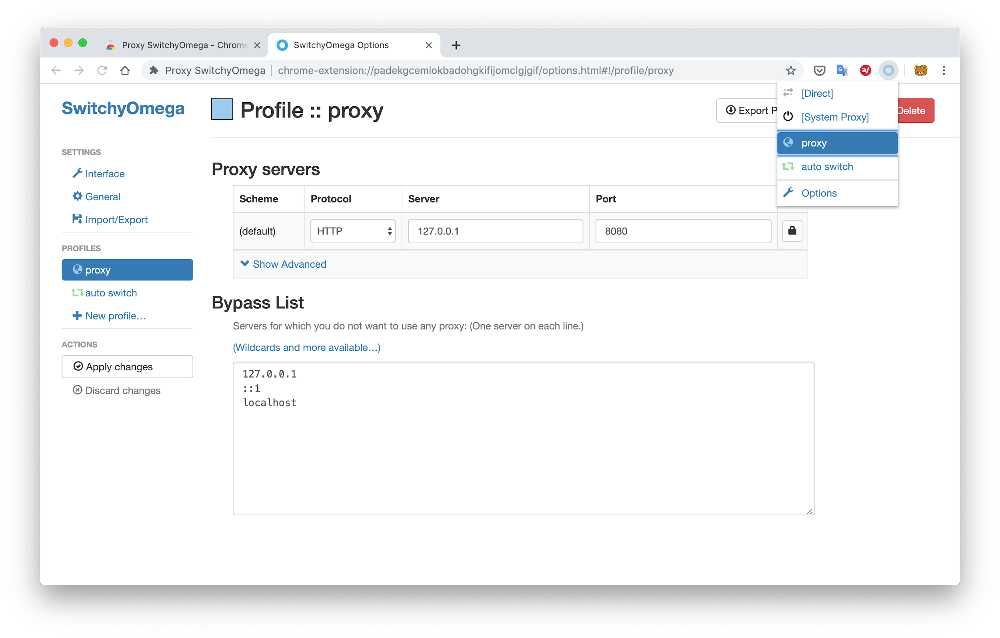 Proxy SwitchyOmega - Chrome
SwitchyOmega Options
Proxy SwitchyOmega
chrome-extension://padekgcemlokbadohgkifijomclgjgif/options.html#!/profile/proxy
SwitchyOmega
Profile :: proxy
Export P
Delete
[Direct]
[System Proxy]
proxy
auto switch
Options
SETTINGS
Interface
General
Import/Export
PROFILES
proxy
auto switch
New profile...
ACTIONS
Apply changes
Discard changes
Proxy servers
Scheme Protocol Server Port
(default) HTTP 127.0.0.1 8080
Show Advanced
Bypass List
Servers for which you do not want to use any proxy: (One server on each line.)
(Wildcards and more available...)
127.0.0.1
::1
localhost